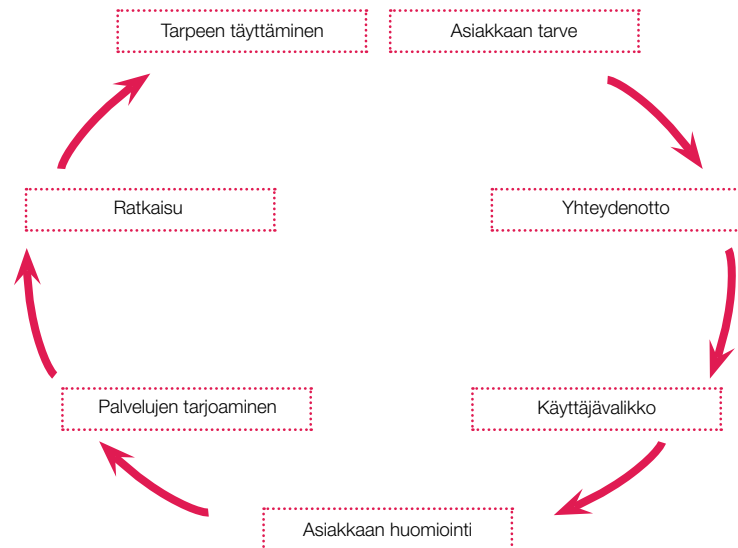 Tarpeen täyttäminen
Asiakkaan tarve
Ratkaisu
Yhteydenotto
Palvelujen tarjoaminen
Käyttäjävalikko
Asiakkaan huomiointi